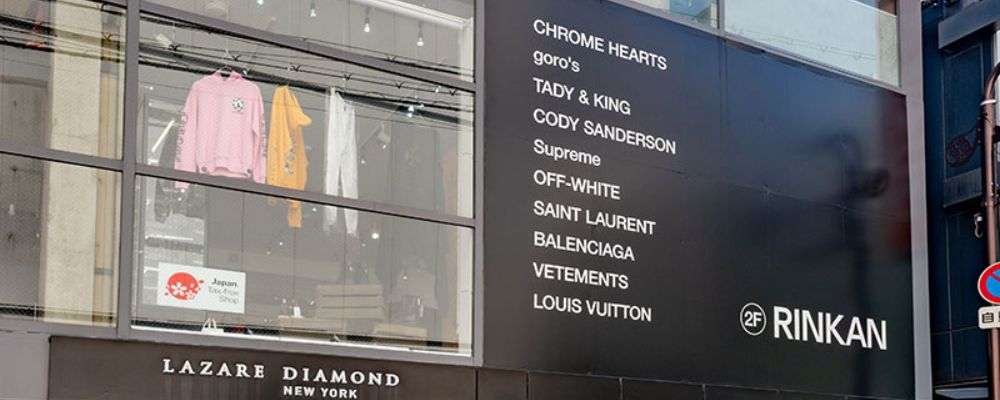 CHROME HEARTS
goro's
TADY & KING
CODY SANDERSON
Supreme
OFF-WHITE
SAINT LAURENT
BALENCIAGA
VETEMENTS
LOUIS VUITTON
2F RINKAN
Japan.
Tax-free
Shop
LAZARE DIAMOND
NEW YORK